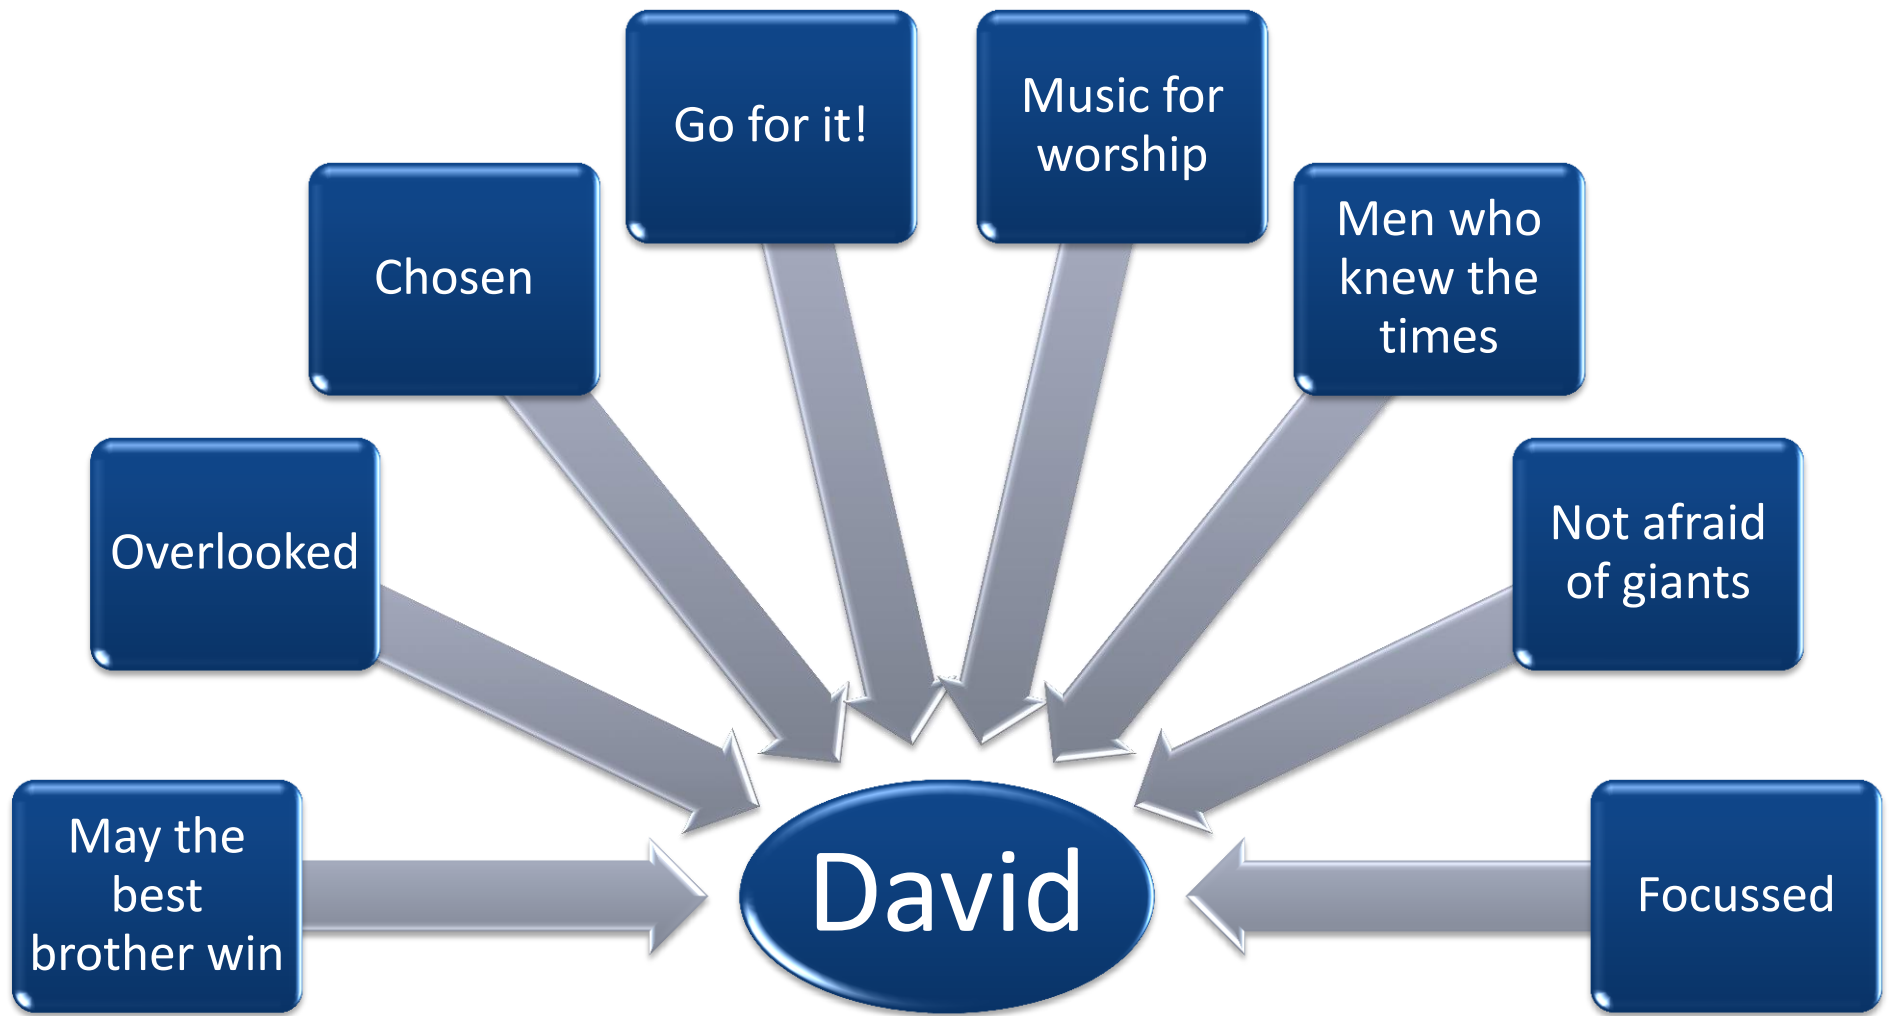 May the
best
brother win
Overlooked
Chosen
Go for it!
Music for
worship
Men who
knew the
times
Not afraid
of giants
Focussed
David